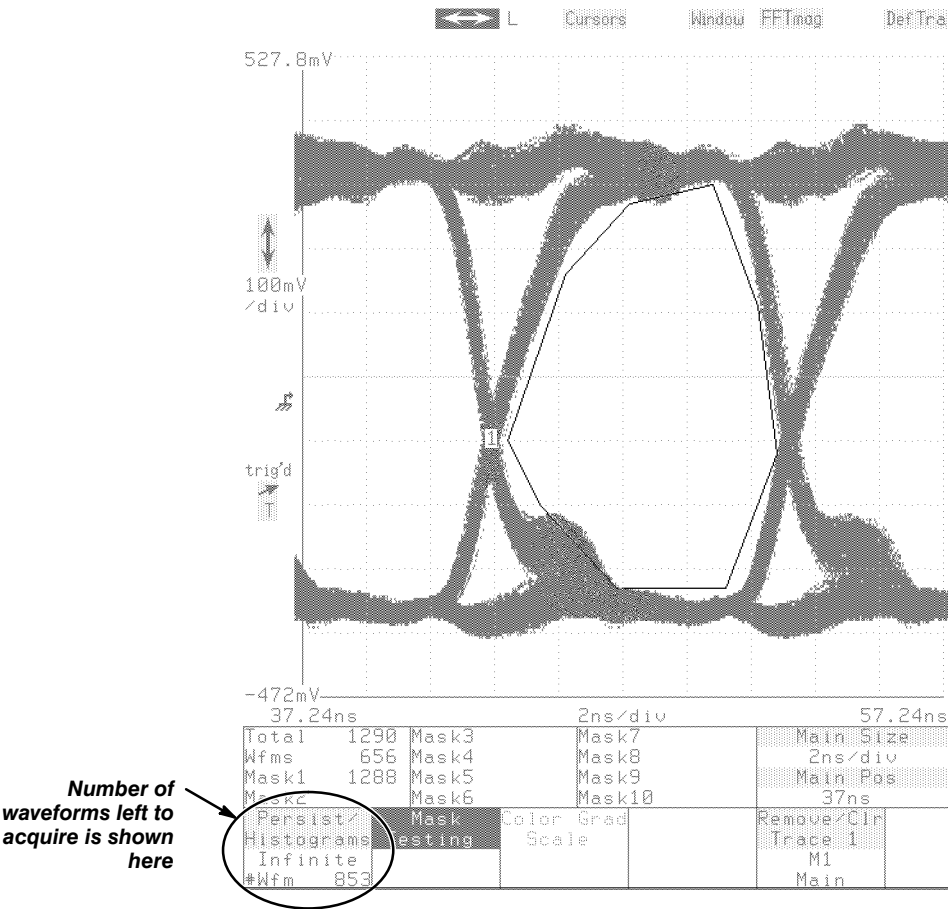 L Cursors Window FFTmag DefTra
527.8mV
100mV
/div
1
trig'd
T
-472mV
37.24ns 2ns/div 57.24ns
Total 1290 Mask3 Mask7 Main Size
Wfms 656 Mask4 Mask8 2ns/div
Mask1 1288 Mask5 Mask9 Main Pos
Mask2 Mask6 Mask10 37ns
Persist/ Mask Color Grad Remove/Clr
Histograms Testing Scale Trace 1
Infinite M1
#Wfm 853 Main
Number of
waveforms left to
acquire is shown
here